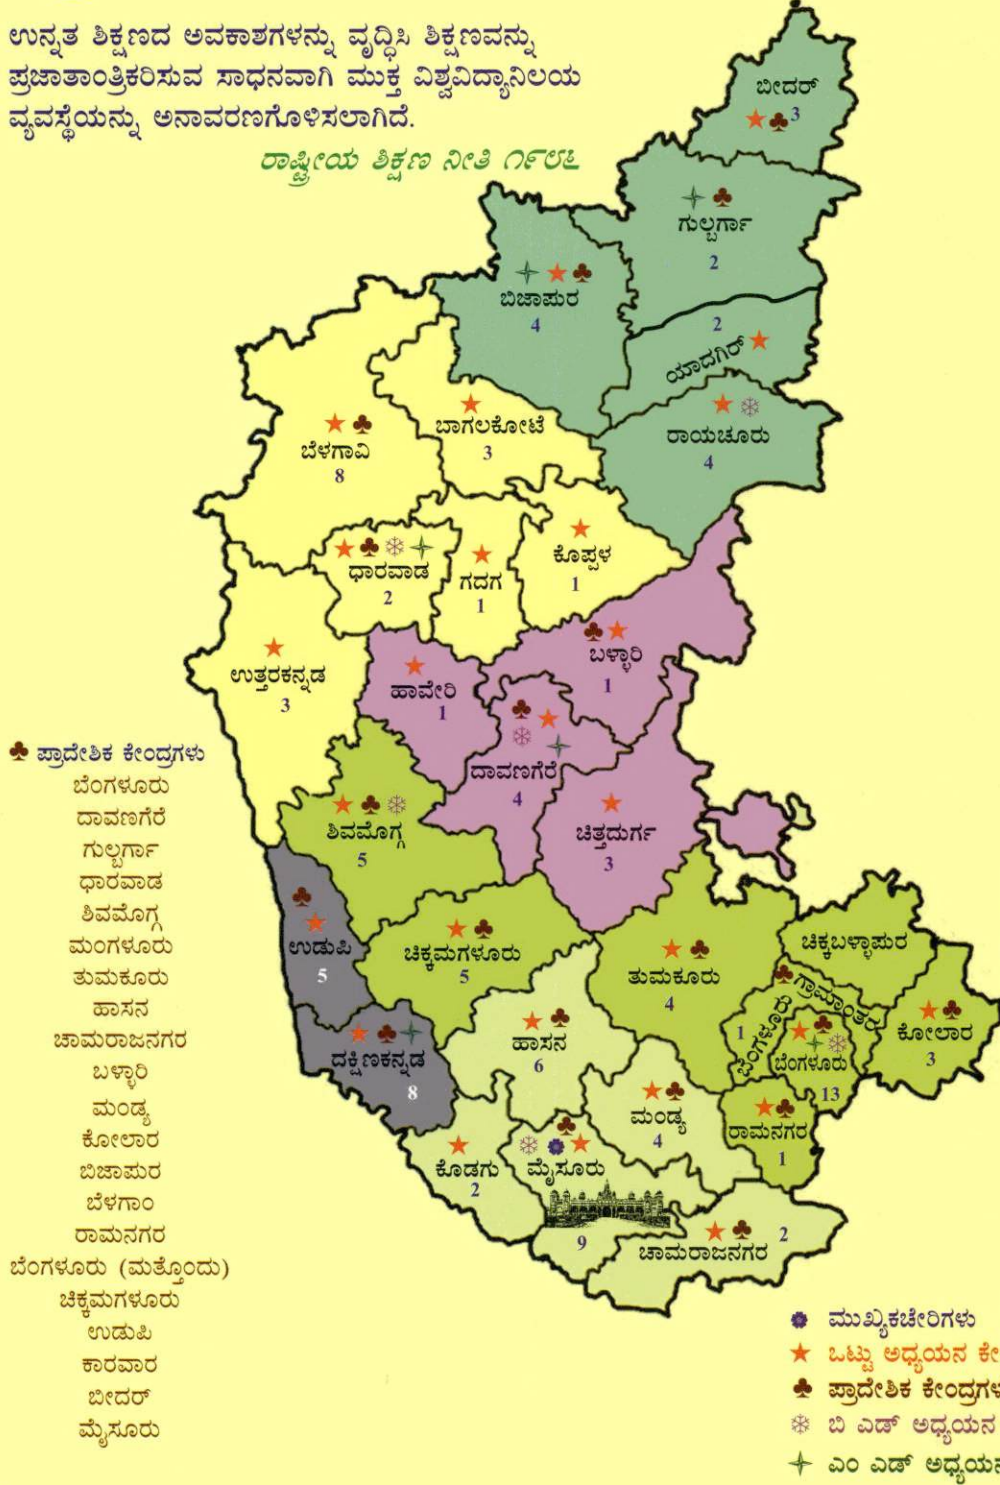 ಉನ್ನತ ಶಿಕ್ಷಣದ ಅವಕಾಶಗಳನ್ನು ವೃದ್ಧಿಸಿ ಶಿಕ್ಷಣವನ್ನು
ಪ್ರಜಾತಾಂತ್ರಿಕರಿಸುವ ಸಾಧನವಾಗಿ ಮುಕ್ತ ವಿಶ್ವವಿದ್ಯಾನಿಲಯ
ವ್ಯವಸ್ಥೆಯನ್ನು ಅನಾವರಣಗೊಳಿಸಲಾಗಿದೆ.
ರಾಷ್ಟ್ರೀಯ ಶಿಕ್ಷಣ ನೀತಿ ೧೯೮೬
ಬೀದರ್
3
ಗುಲ್ಬರ್ಗಾ
2
ಬಿಜಾಪುರ
4
2
ಯಾದಗಿರ್
ರಾಯಚೂರು
4
ಬಾಗಲಕೋಟೆ
3
ಬೆಳಗಾವಿ
8
ಧಾರವಾಡ
2
ಗದಗ
1
ಕೊಪ್ಪಳ
1
ಬಳ್ಳಾರಿ
1
ಉತ್ತರಕನ್ನಡ
3
ಹಾವೇರಿ
1
ದಾವಣಗೆರೆ
4
ಚಿತ್ರದುರ್ಗ
3
ಶಿವಮೊಗ್ಗ
5
ಉಡುಪಿ
5
ಚಿಕ್ಕಮಗಳೂರು
5
ತುಮಕೂರು
4
ಚಿಕ್ಕಬಳ್ಳಾಪುರ
ಬೆಂಗಳೂರು ಗ್ರಾಮಾಂತರ
1
ಬೆಂಗಳೂರು
13
ಕೋಲಾರ
3
ದಕ್ಷಿಣಕನ್ನಡ
8
ಹಾಸನ
6
ಮಂಡ್ಯ
4
ರಾಮನಗರ
1
ಕೊಡಗು
2
ಮೈಸೂರು
9
ಚಾಮರಾಜನಗರ
2
ಪ್ರಾದೇಶಿಕ ಕೇಂದ್ರಗಳು
ಬೆಂಗಳೂರು
ದಾವಣಗೆರೆ
ಗುಲ್ಬರ್ಗಾ
ಧಾರವಾಡ
ಶಿವಮೊಗ್ಗ
ಮಂಗಳೂರು
ತುಮಕೂರು
ಹಾಸನ
ಚಾಮರಾಜನಗರ
ಬಳ್ಳಾರಿ
ಮಂಡ್ಯ
ಕೋಲಾರ
ಬಿಜಾಪುರ
ಬೆಳಗಾಂ
ರಾಮನಗರ
ಬೆಂಗಳೂರು (ಮತ್ತೊಂದು)
ಚಿಕ್ಕಮಗಳೂರು
ಉಡುಪಿ
ಕಾರವಾರ
ಬೀದರ್
ಮೈಸೂರು
ಮುಖ್ಯಕಚೇರಿಗಳು
ಒಟ್ಟು ಅಧ್ಯಯನ ಕೇ
ಪ್ರಾದೇಶಿಕ ಕೇಂದ್ರಗಳ
ಬಿ ಎಡ್ ಅಧ್ಯಯನ
ಎಂ ಎಡ್ ಅಧ್ಯಯನ